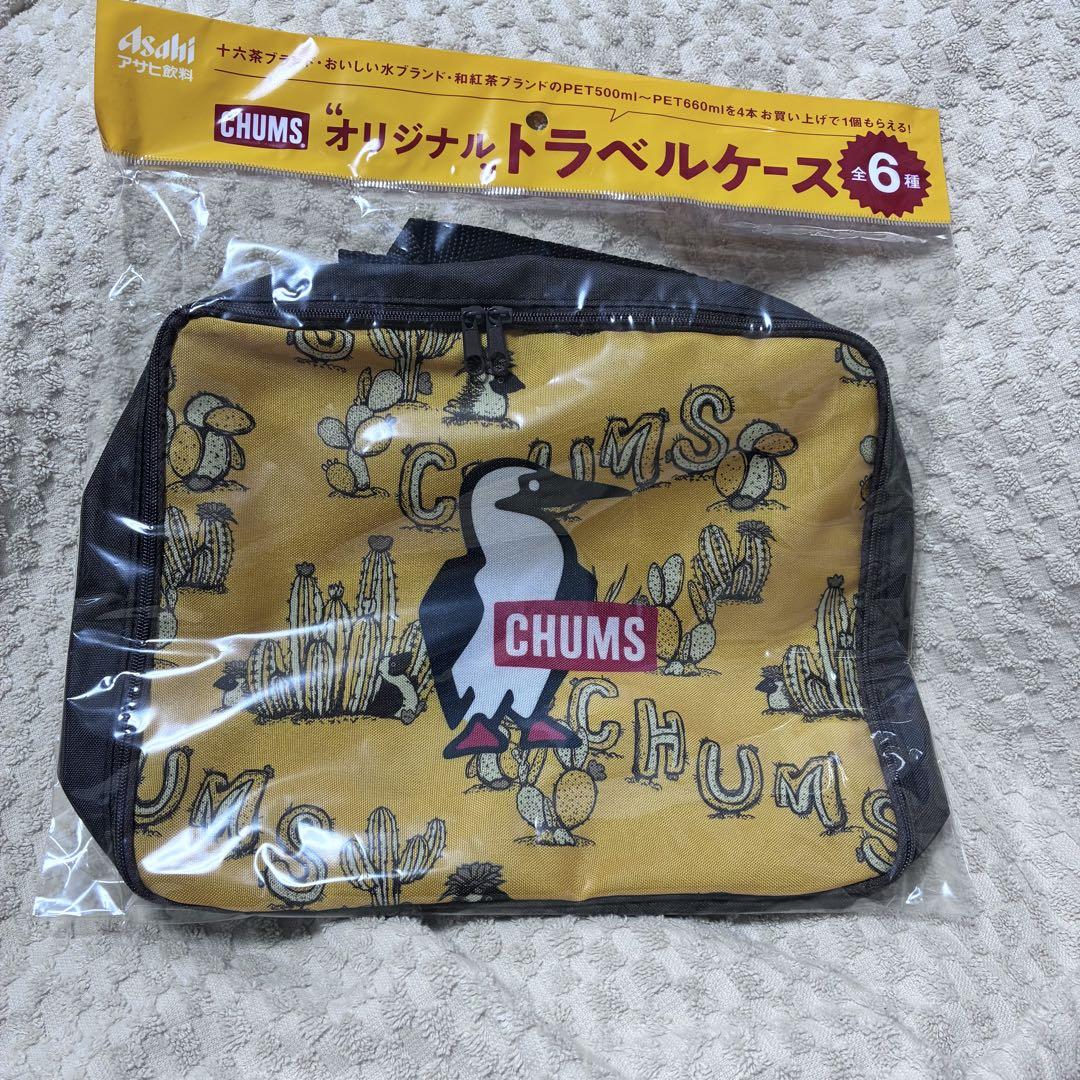 Asahi
アサヒ飲料
十六茶ブランド・おいしい水ブランド・和紅茶ブランドのPET500ml〜PET660mlを4本お買い上げで1個もらえる!
CHUMS
“オリジナル„トラベルケース
全6種
S
CHUMS
CHUMS
CHUMS
UMS